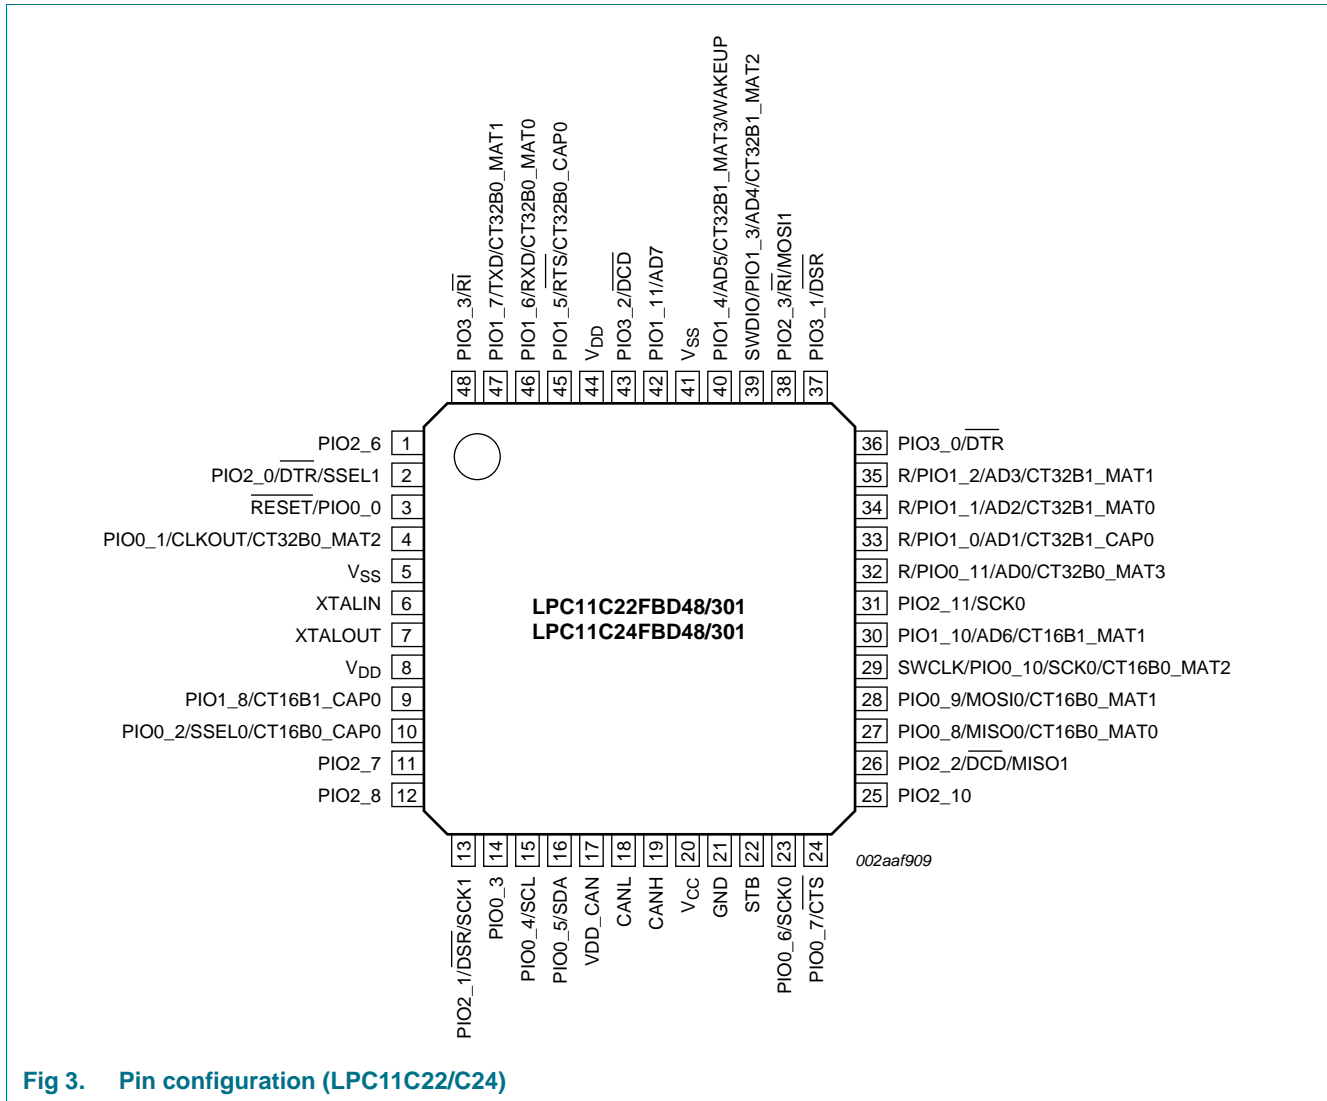 PIO3_3/RI
PIO1_7/TXD/CT32B0_MAT1
PIO1_6/RXD/CT32B0_MAT0
PIO1_5/RTS/CT32B0_CAP0
VDD
PIO3_2/DCD
PIO1_11/AD7
VSS
PIO1_4/AD5/CT32B1_MAT3/WAKEUP
SWDIO/PIO1_3/AD4/CT32B1_MAT2
PIO2_3/RI/MOSI1
PIO3_1/DSR
48
47
46
45
44
43
42
41
40
39
38
37
PIO2_6 1
PIO2_0/DTR/SSEL1 2
RESET/PIO0_0 3
PIO0_1/CLKOUT/CT32B0_MAT2 4
VSS 5
XTALIN 6
XTALOUT 7
VDD 8
PIO1_8/CT16B1_CAP0 9
PIO0_2/SSEL0/CT16B0_CAP0 10
PIO2_7 11
PIO2_8 12
LPC11C22FBD48/301
LPC11C24FBD48/301
36 PIO3_0/DTR
35 R/PIO1_2/AD3/CT32B1_MAT1
34 R/PIO1_1/AD2/CT32B1_MAT0
33 R/PIO1_0/AD1/CT32B1_CAP0
32 R/PIO0_11/AD0/CT32B0_MAT3
31 PIO2_11/SCK0
30 PIO1_10/AD6/CT16B1_MAT1
29 SWCLK/PIO0_10/SCK0/CT16B0_MAT2
28 PIO0_9/MOSI0/CT16B0_MAT1
27 PIO0_8/MISO0/CT16B0_MAT0
26 PIO2_2/DCD/MISO1
25 PIO2_10
13
14
15
16
17
18
19
20
21
22
23
24
PIO2_1/DSR/SCK1
PIO0_3
PIO0_4/SCL
PIO0_5/SDA
VDD_CAN
CANL
CANH
VCC
GND
STB
PIO0_6/SCK0
PIO0_7/CTS
002aaf909
Fig 3. Pin configuration (LPC11C22/C24)